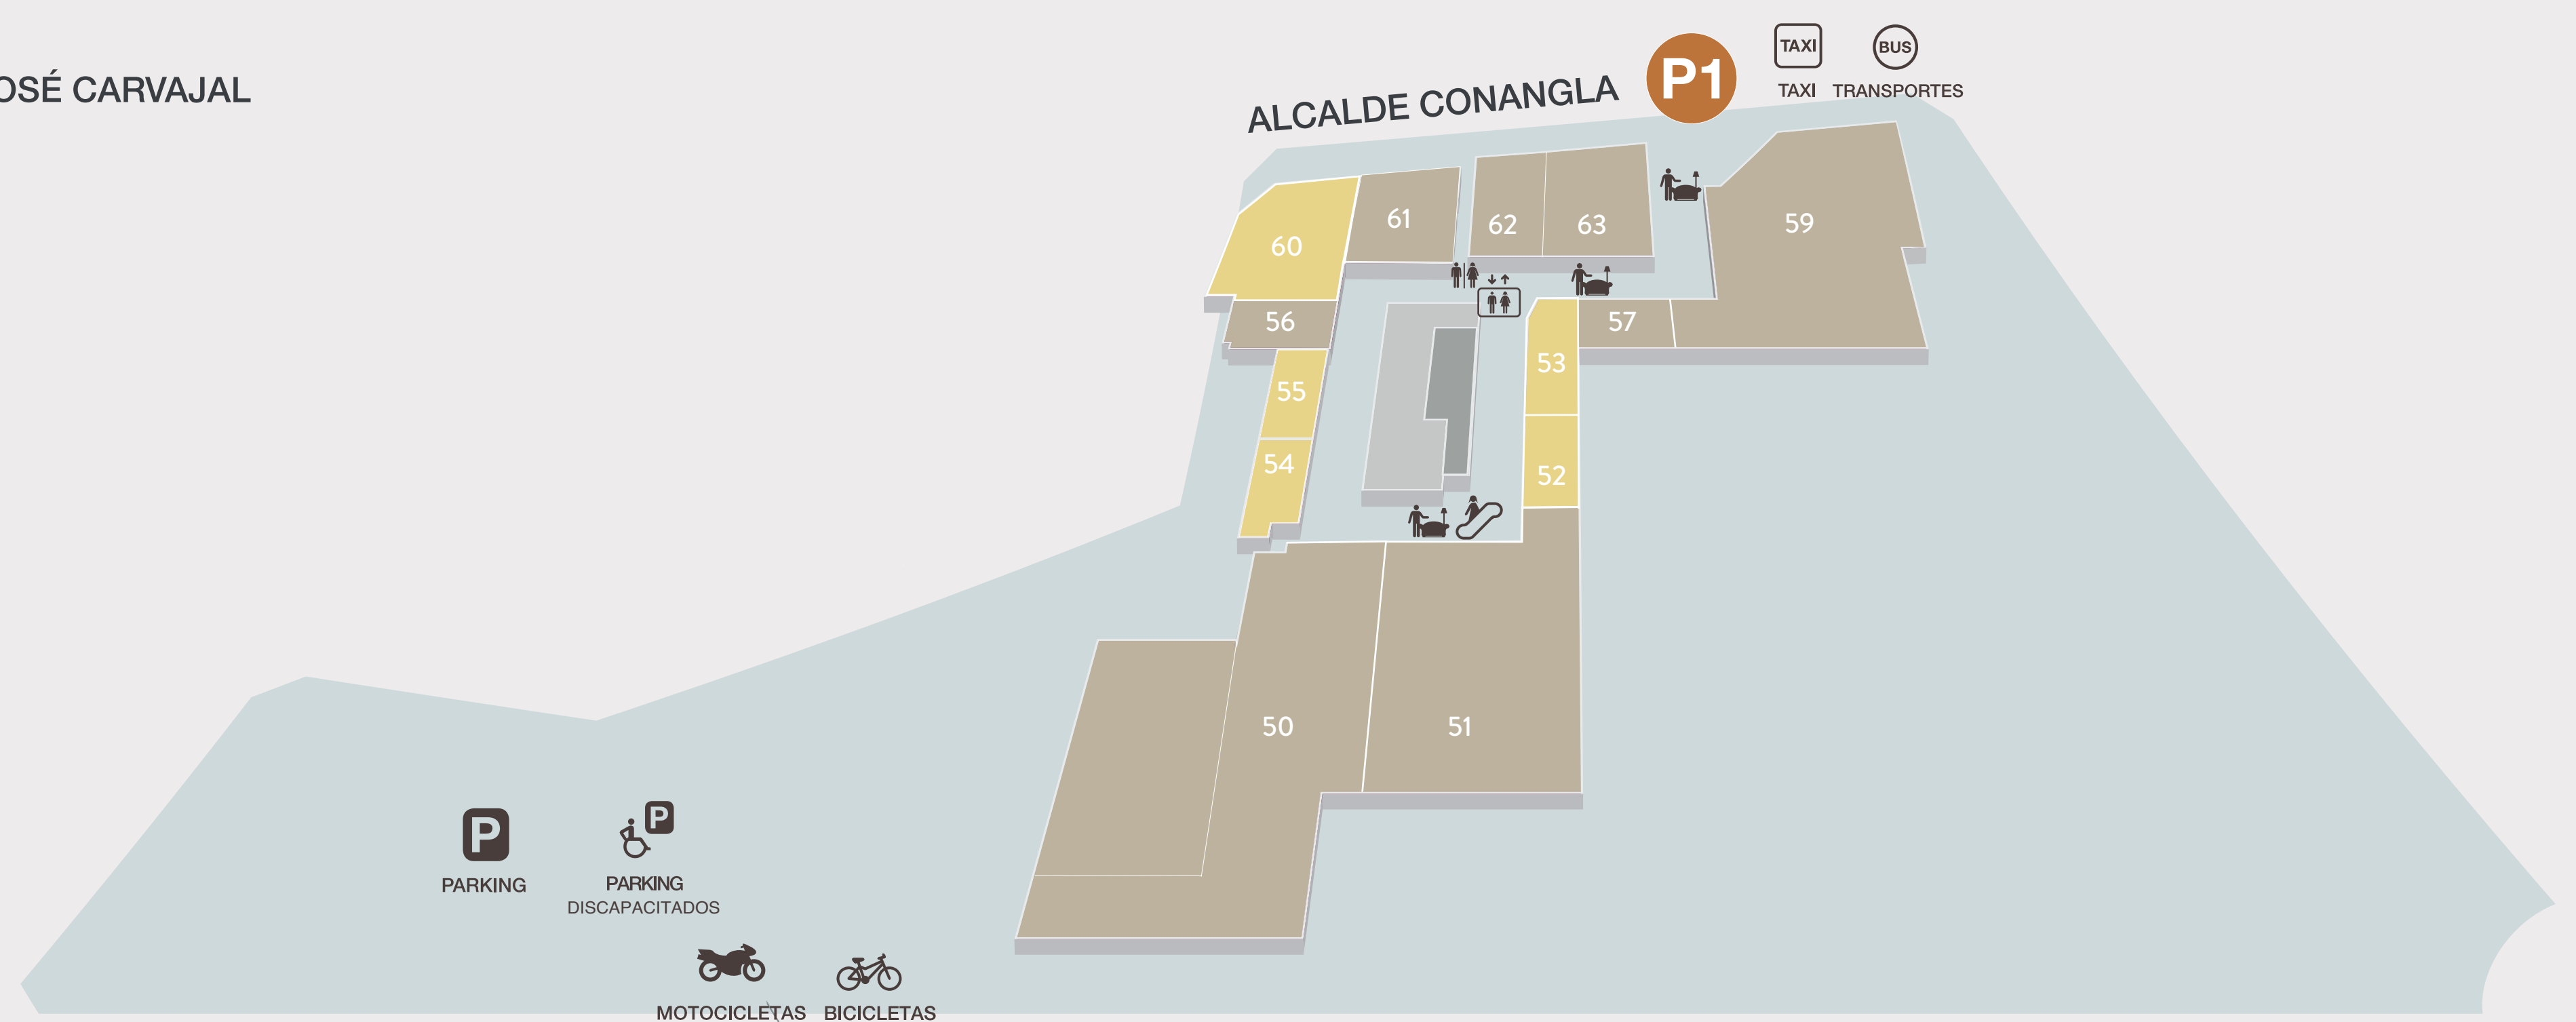 OSÉ CARVAJAL
ALCALDE CONANGLA
P1
TAXI
BUS
TAXI
TRANSPORTES
60
61
62
63
59
56
57
55
53
54
52
50
51
P
P
PARKING
PARKING
DISCAPACITADOS
MOTOCICLETAS
BICICLETAS